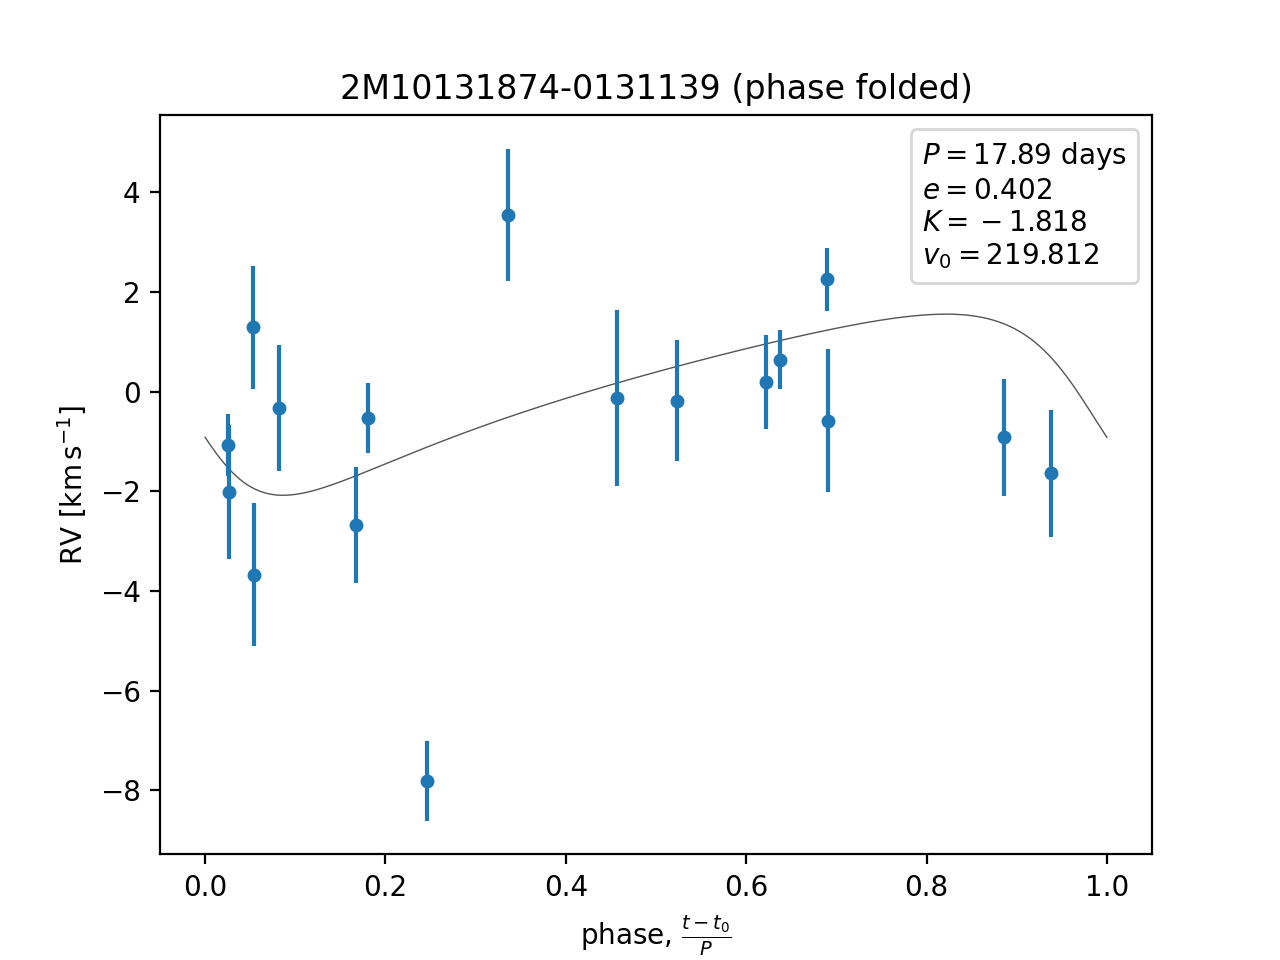 2M10131874-0131139 (phase folded)
P = 17.89 days
e = 0.402
K = −1.818
v₀ = 219.812
RV [km s⁻¹]
4
2
0
−2
−4
−6
−8
0.0 0.2 0.4 0.6 0.8 1.0
phase, (t − t₀)/P